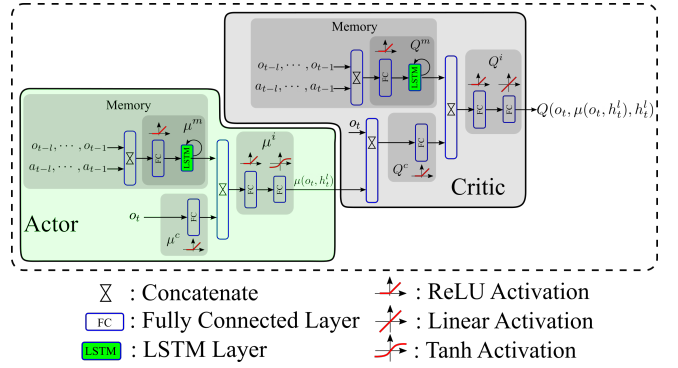 Memory
Q^m
o_{t-l}, ⋯, o_{t-1}
a_{t-l}, ⋯, a_{t-1}
FC
LSTM
Q^i
FC
FC
Q(o_t, μ(o_t, h_t^l), h_t^l)
o_t
FC
Q^c
Critic
Memory
μ^m
o_{t-l}, ⋯, o_{t-1}
a_{t-l}, ⋯, a_{t-1}
FC
LSTM
μ^i
FC
FC
μ(o_t, h_t^l)
o_t
FC
μ^c
Actor
: Concatenate
FC : Fully Connected Layer
LSTM : LSTM Layer
: ReLU Activation
: Linear Activation
: Tanh Activation